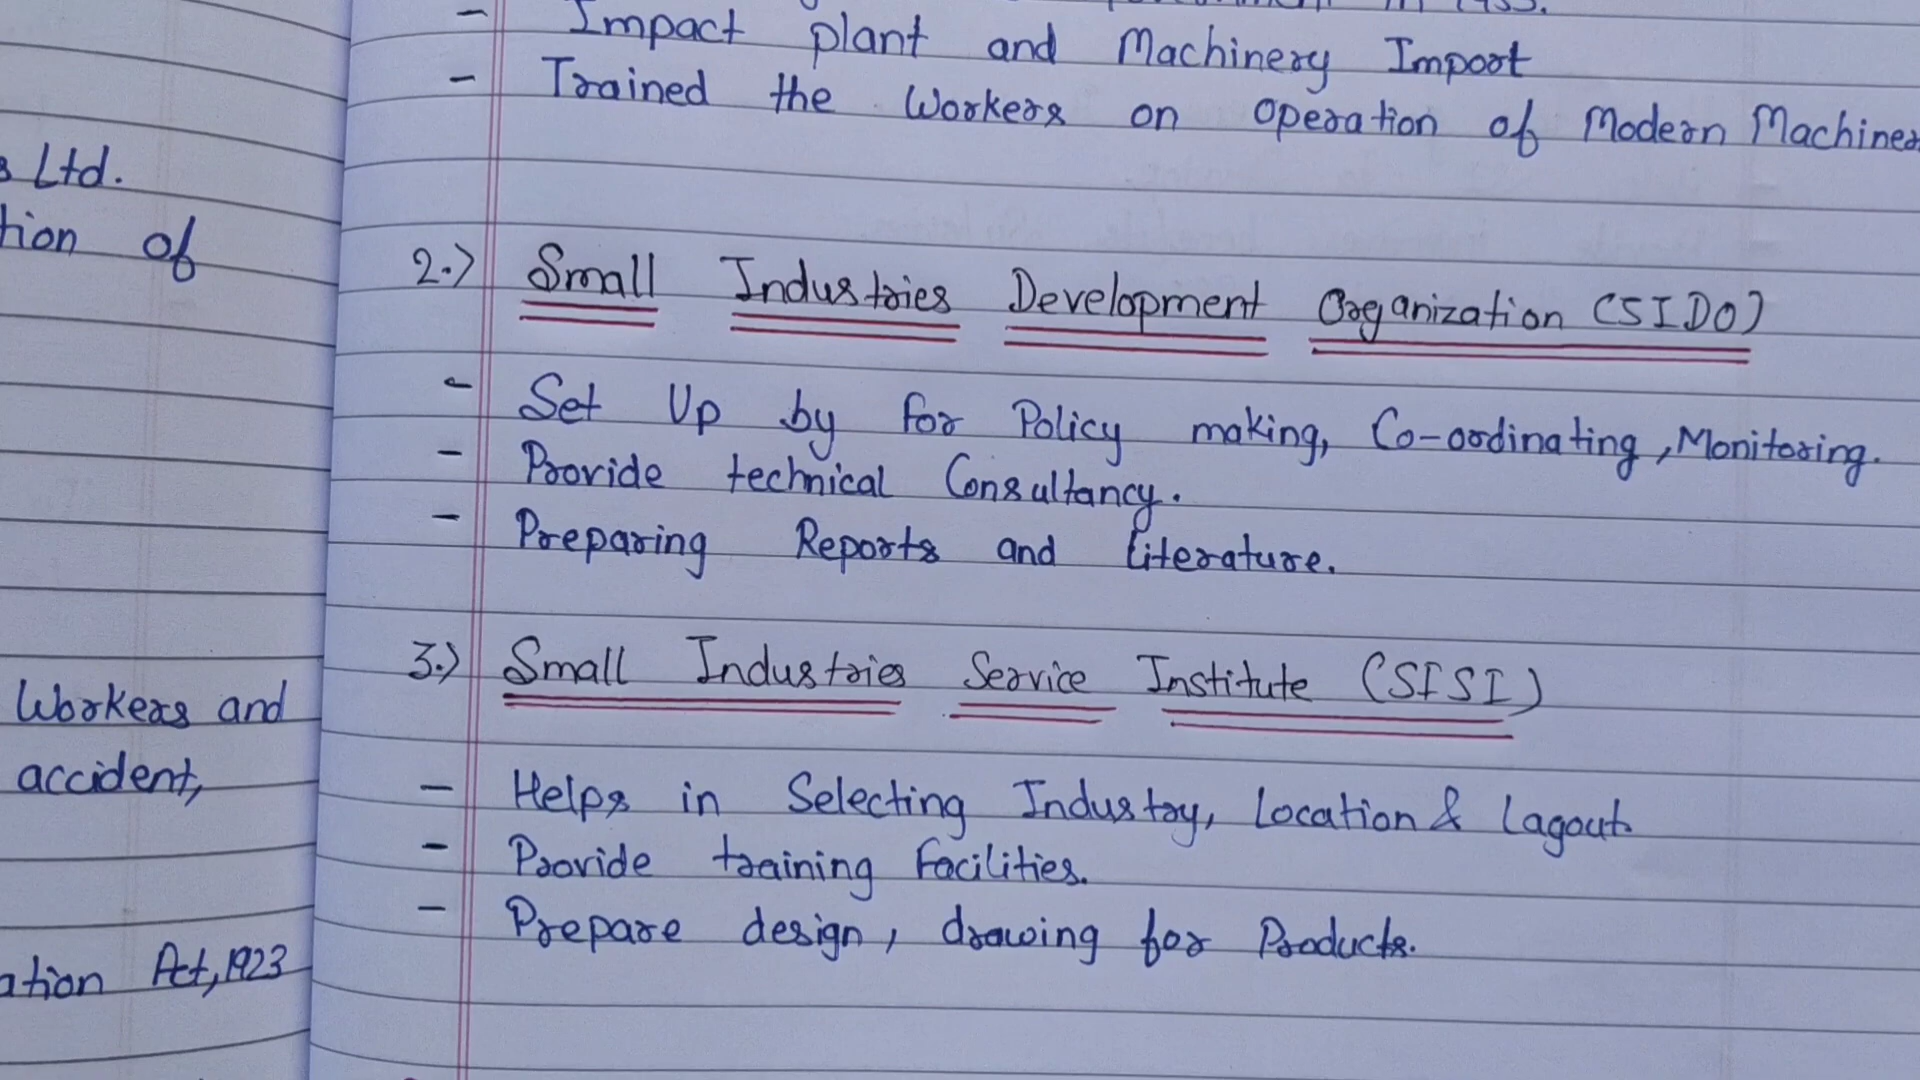 s Ltd.
tion of
Workers and
accident,
ation Act, 1923
in 1955.
- Impact plant and Machinery Import
- Trained the Workers on Operation of Modern Machiner
2.) Small Industries Development Organization (SIDO)
- Set Up by for Policy making, Co-ordinating, Monitoring.
- Provide technical Consultancy.
- Preparing Reports and Literature.
3.) Small Industries Service Institute (SISI)
- Helps in Selecting Industry, Location & Lagout
- Provide training Facilities.
- Prepare design, drawing for Products.